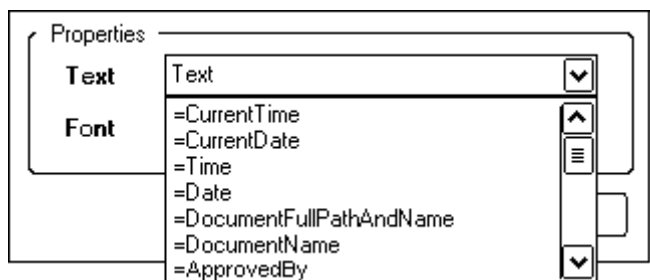 Properties
Text Text
Font
=CurrentTime
=CurrentDate
=Time
=Date
=DocumentFullPathAndName
=DocumentName
=ApprovedBy